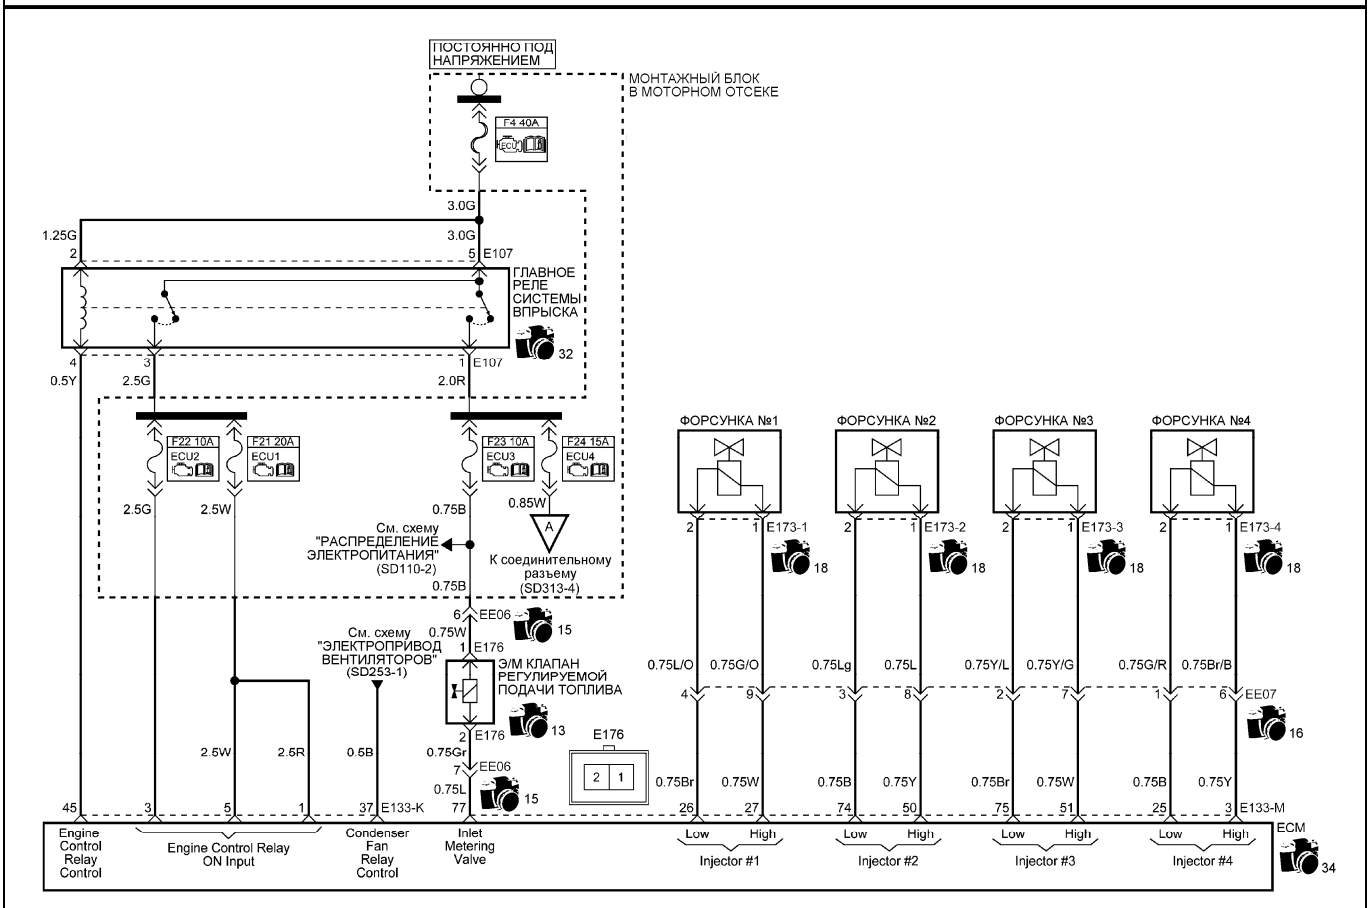 ПОСТОЯННО ПОД
НАПРЯЖЕНИЕМ
МОНТАЖНЫЙ БЛОК
В МОТОРНОМ ОТСЕКЕ
F4 40A
ECU
3.0G
1.25G
3.0G
2
5
E107
ГЛАВНОЕ
РЕЛЕ
СИСТЕМЫ
ВПРЫСКА
32
4
3
1
E107
0.5Y
2.5G
2.0R
F22 10A
ECU2
F21 20A
ECU1
F23 10A
ECU3
F24 15A
ECU4
2.5G
2.5W
0.75B
0.85W
A
См. схему
"РАСПРЕДЕЛЕНИЕ
ЭЛЕКТРОПИТАНИЯ"
(SD110-2)
К соединительному
разъему
(SD313-4)
0.75B
6
EE06
15
0.75W
1
E176
См. схему
"ЭЛЕКТРОПРИВОД
ВЕНТИЛЯТОРОВ"
(SD253-1)
Э/М КЛАПАН
РЕГУЛИРУЕМОЙ
ПОДАЧИ ТОПЛИВА
13
2
E176
2.5W
2.5R
0.5B
0.75Gr
7
EE06
0.75L
15
E176
2
1
ФОРСУНКА №1
ФОРСУНКА №2
ФОРСУНКА №3
ФОРСУНКА №4
2
1
E173-1
2
1
E173-2
2
1
E173-3
2
1
E173-4
18
18
18
18
0.75L/O
0.75G/O
0.75Lg
0.75L
0.75Y/L
0.75Y/G
0.75G/R
0.75Br/B
4
9
3
8
2
7
1
6
EE07
16
0.75Br
0.75W
0.75B
0.75Y
0.75Br
0.75W
0.75B
0.75Y
45
3
5
1
37
E133-K
77
26
27
74
50
75
51
25
3
E133-M
Engine
Control
Relay
Control
Engine Control Relay
ON Input
Condenser
Fan
Relay
Control
Inlet
Metering
Valve
Low
High
Injector #1
Low
High
Injector #2
Low
High
Injector #3
Low
High
Injector #4
ECM
34